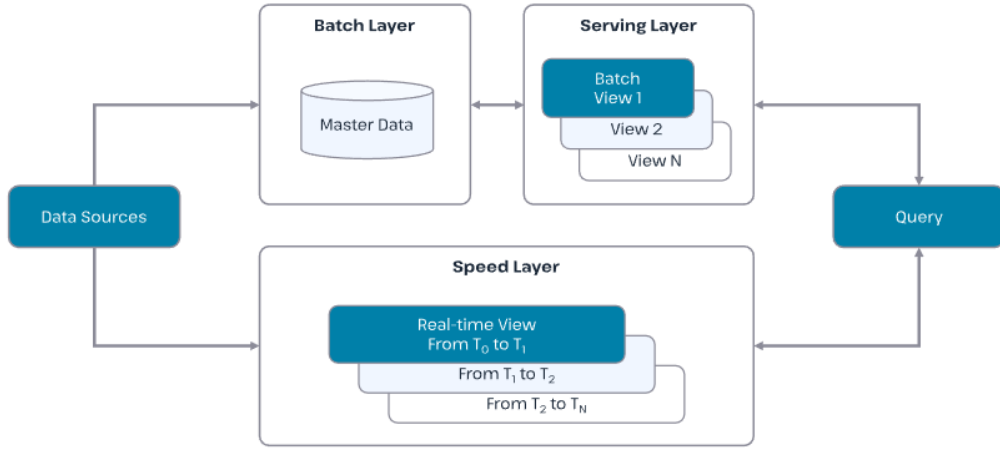 Batch Layer
Master Data
Serving Layer
Batch
View 1
View 2
View N
Data Sources
Query
Speed Layer
Real-time View
From T₀ to T₁
From T₁ to T₂
From T₂ to Tₙ